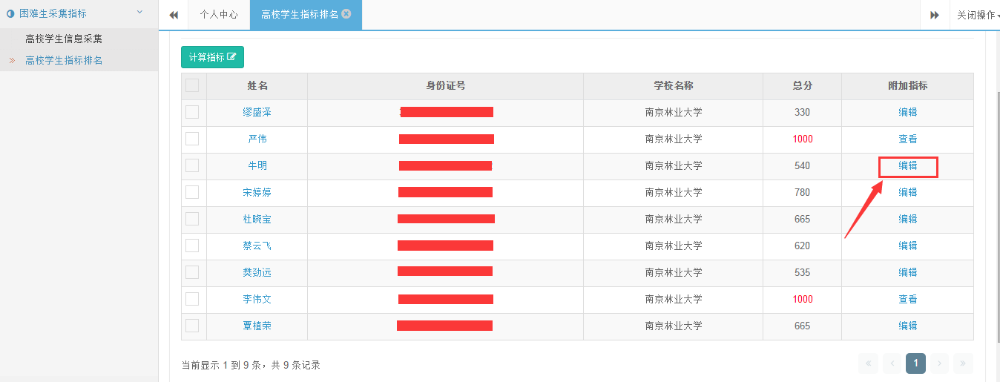 困难生采集指标
高校学生信息采集
高校学生指标排名
个人中心 高校学生指标排名 关闭操作
计算指标
姓名 身份证号 学校名称 总分 附加指标
缪盛泽 南京林业大学 330 编辑
严伟 南京林业大学 1000 查看
牛明 南京林业大学 540 编辑
宋婷婷 南京林业大学 780 编辑
杜晓宝 南京林业大学 665 编辑
蔡云飞 南京林业大学 620 编辑
樊劲远 南京林业大学 535 编辑
李伟文 南京林业大学 1000 查看
覃植荣 南京林业大学 665 编辑
当前显示 1 到 9 条，共 9 条记录 « ‹ 1 › »